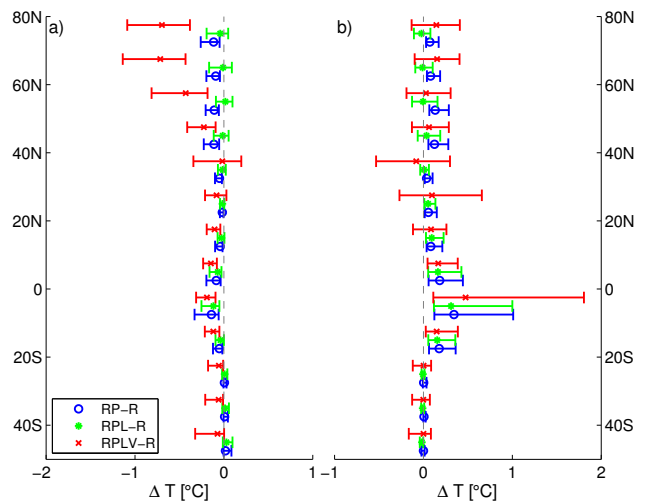 a) b)
80N
60N
40N
20N
0
20S
40S
80N
60N
40N
20N
0
20S
40S
RP-R
RPL-R
RPLV-R
−2 −1 0 1
−1 0 1 2
Δ T [°C]
Δ T [°C]